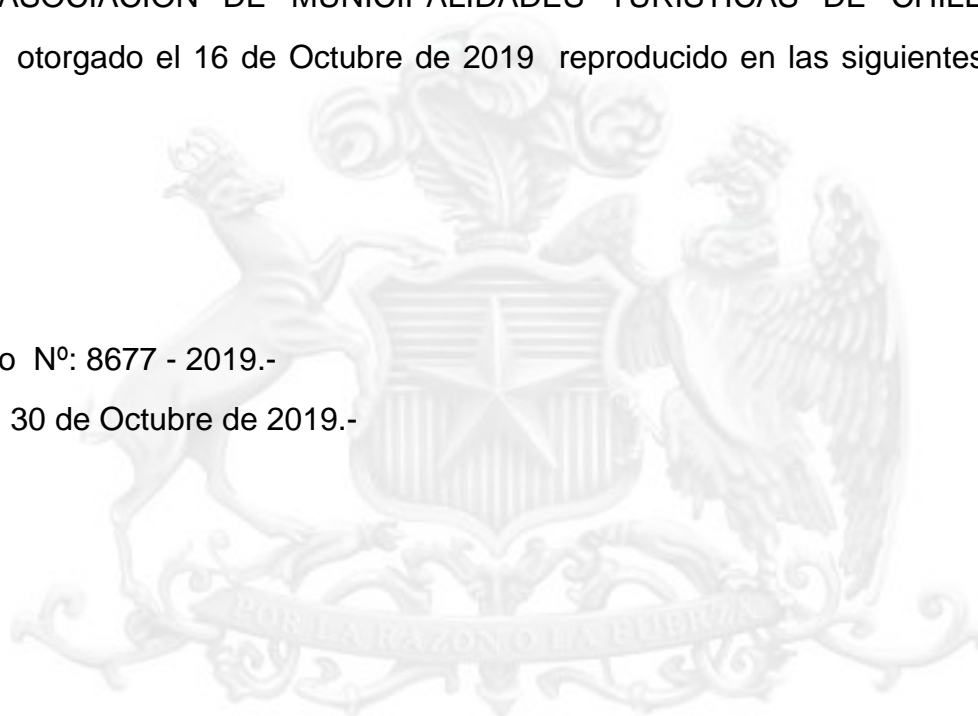 ASOCIACION DE MUNICIPALIDADES TURISTICAS DE CHILE
otorgado el 16 de Octubre de 2019 reproducido en las siguientes
o Nº: 8677 - 2019.-
30 de Octubre de 2019.-
POR LA RAZON O LA FUERZA